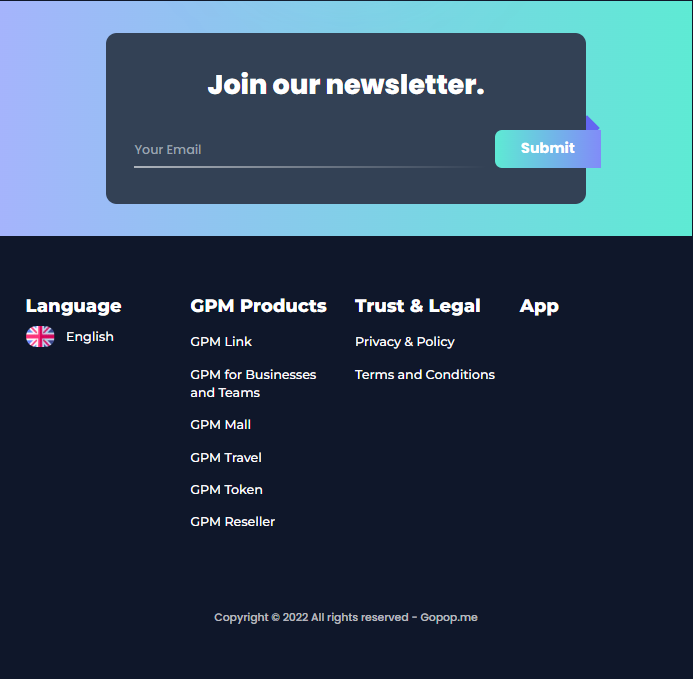 Join our newsletter.
Your Email
Submit
Language
English
GPM Products
GPM Link
GPM for Businesses
and Teams
GPM Mall
GPM Travel
GPM Token
GPM Reseller
Trust & Legal
Privacy & Policy
Terms and Conditions
App
Copyright © 2022 All rights reserved - Gopop.me